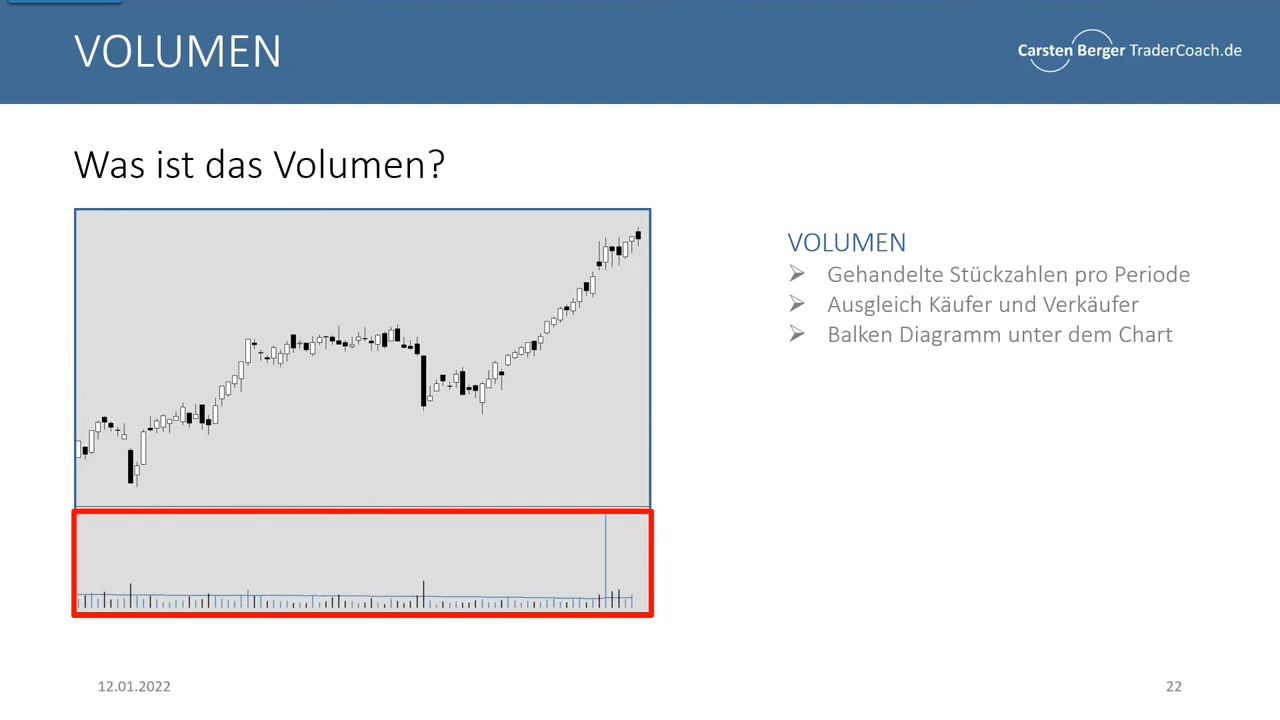 VOLUMEN
Carsten Berger TraderCoach.de
Was ist das Volumen?
VOLUMEN
Gehandelte Stückzahlen pro Periode
Ausgleich Käufer und Verkäufer
Balken Diagramm unter dem Chart
12.01.2022
22